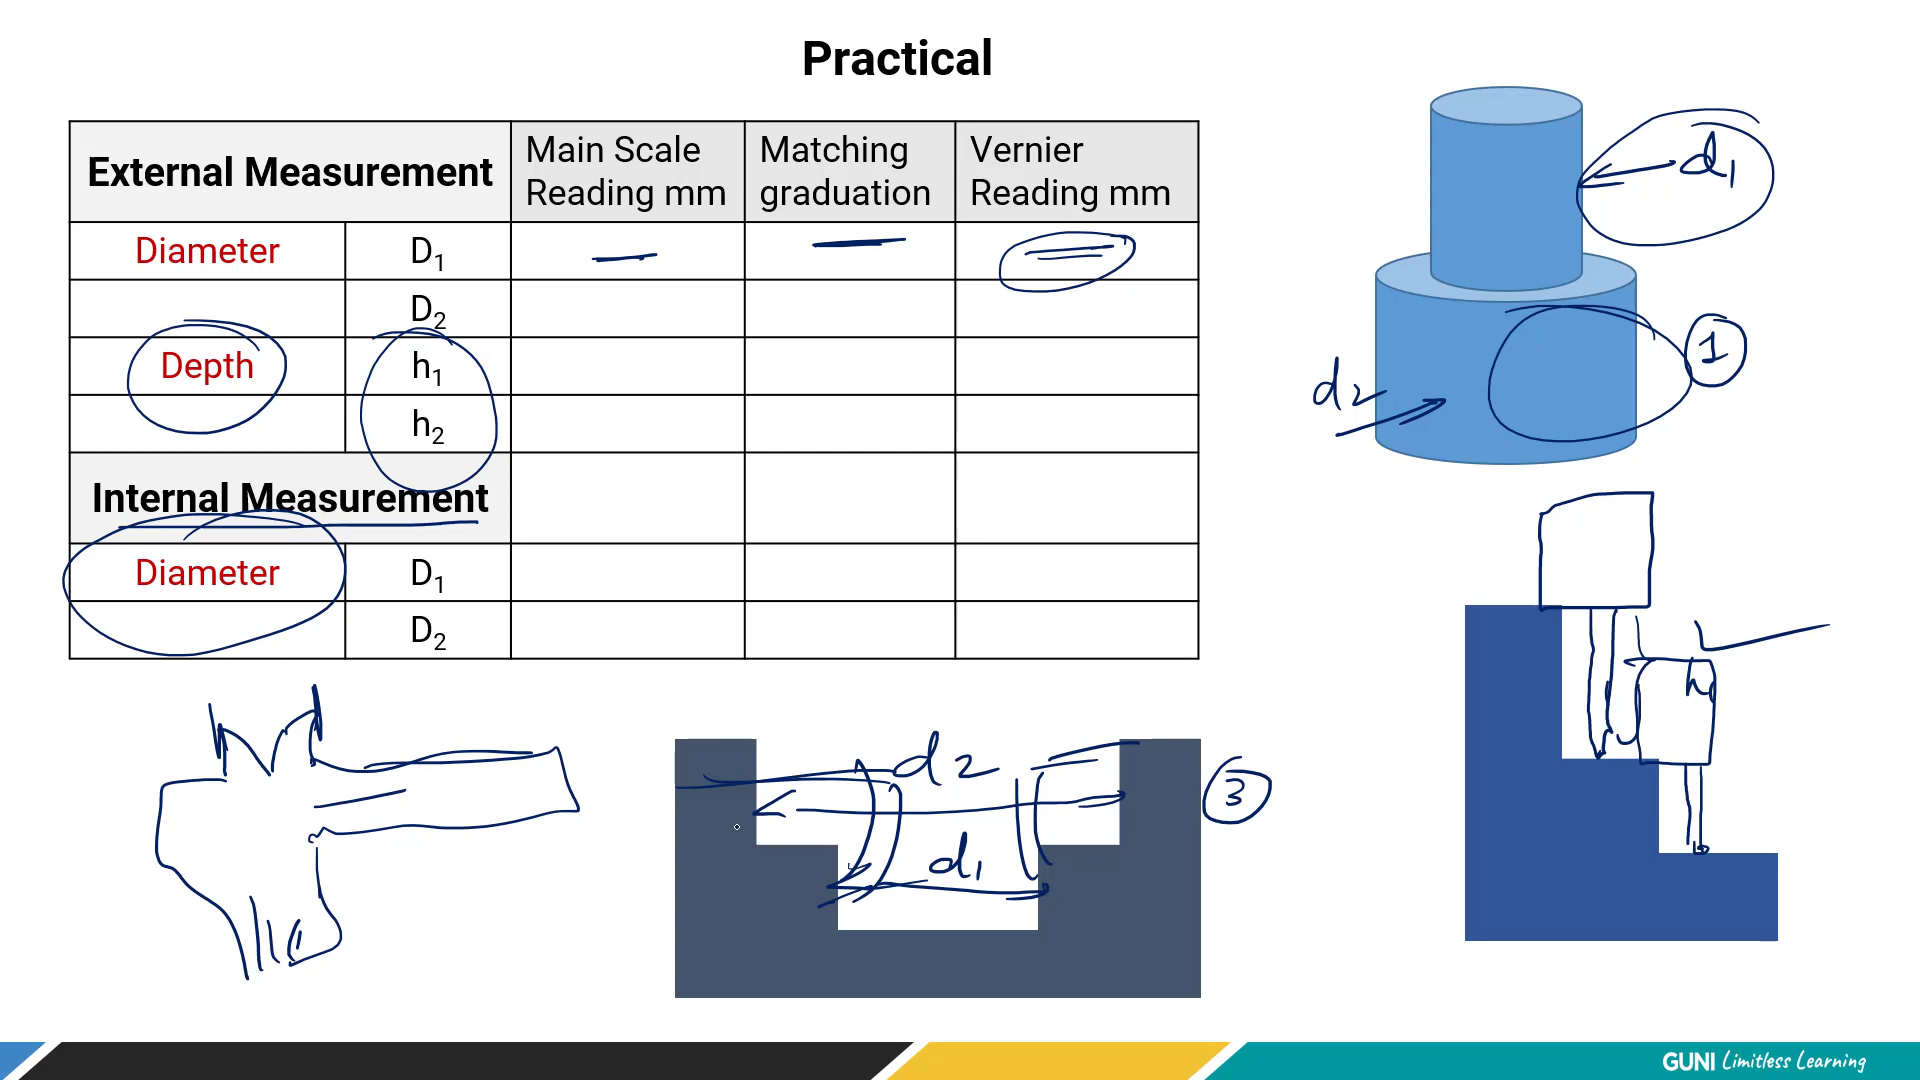 Practical
External Measurement
Main Scale Reading mm
Matching graduation
Vernier Reading mm
Diameter D1
D2
Depth h1
h2
Internal Measurement
Diameter D1
D2
d1
d2
1
h
d2
d1
3
GUNI Limitless Learning